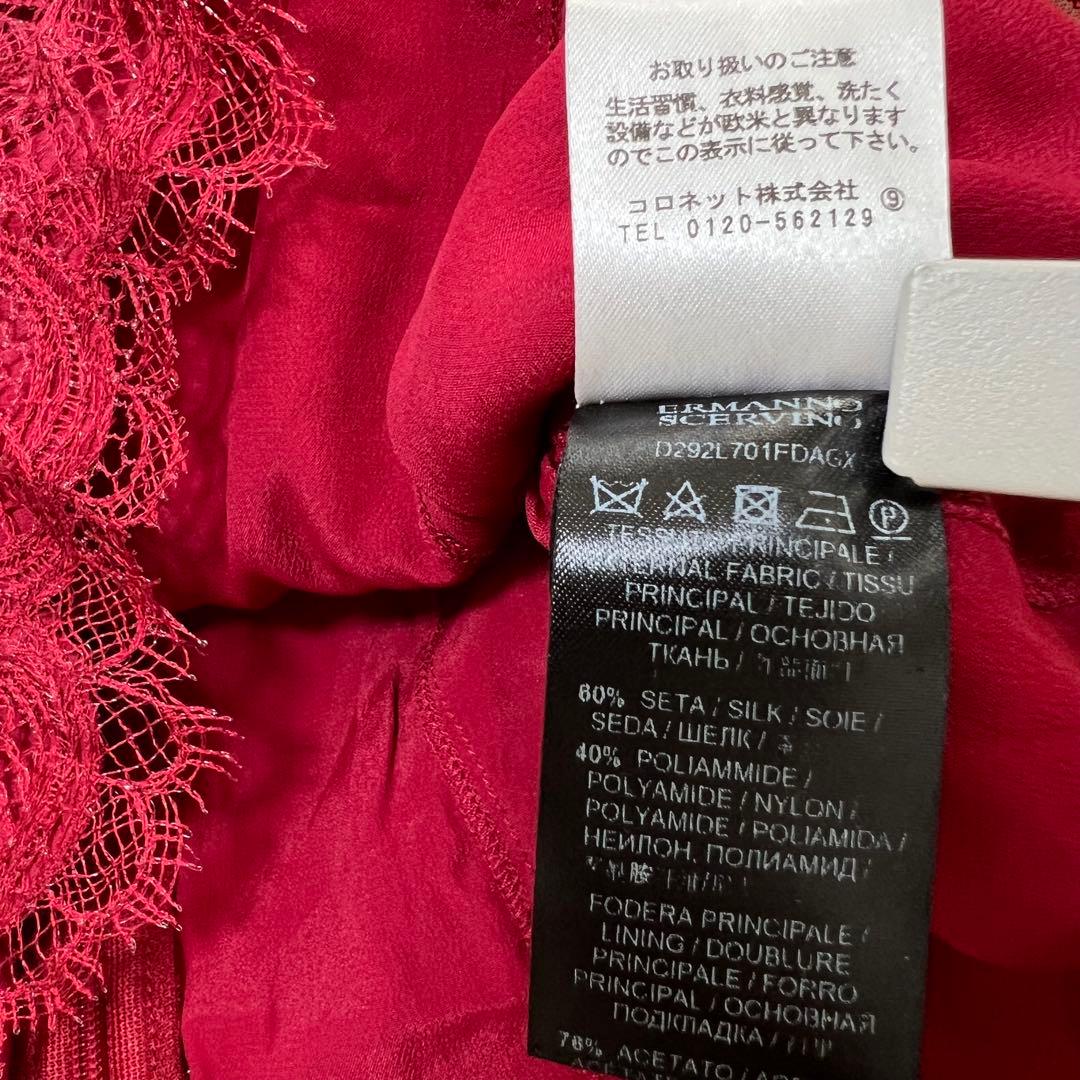 お取り扱いのご注意
生活習慣、衣料感覚、洗たく
設備などが欧米と異なります
のでこの表示に従って下さい。
コロネット株式会社 ⑨
TEL 0120-562129
ERMANNO
SCERVINO
D292L701FDAGX
P
TESSUTO PRINCIPALE /
EXTERNAL FABRIC / TISSU
PRINCIPAL / TEJIDO
PRINCIPAL / ОСНОВНАЯ
ТКАНЬ /
60% SETA / SILK / SOIE /
SEDA / ШЕЛК /
40% POLIAMMIDE /
POLYAMIDE / NYLON /
POLYAMIDE / POLIAMIDA /
НЕЙЛОН, ПОЛИАМИД /
FODERA PRINCIPALE /
LINING / DOUBLURE
PRINCIPALE / FORRO
PRINCIPAL / ОСНОВНАЯ
ПОДКЛАДКА /
78% ACETATO /